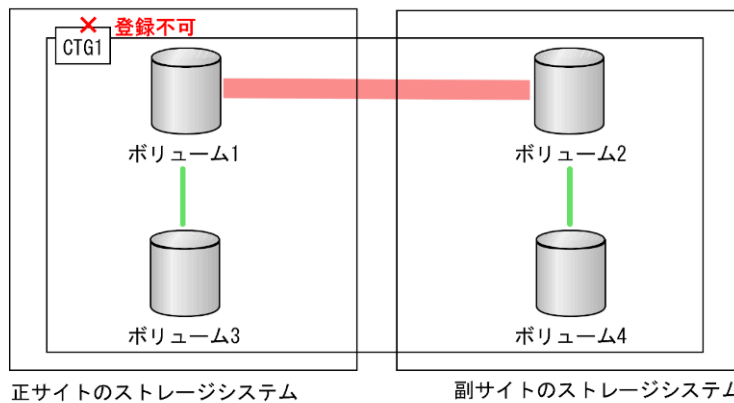 × 登録不可
CTG1
ボリューム1
ボリューム2
ボリューム3
ボリューム4
正サイトのストレージシステム
副サイトのストレージシステム